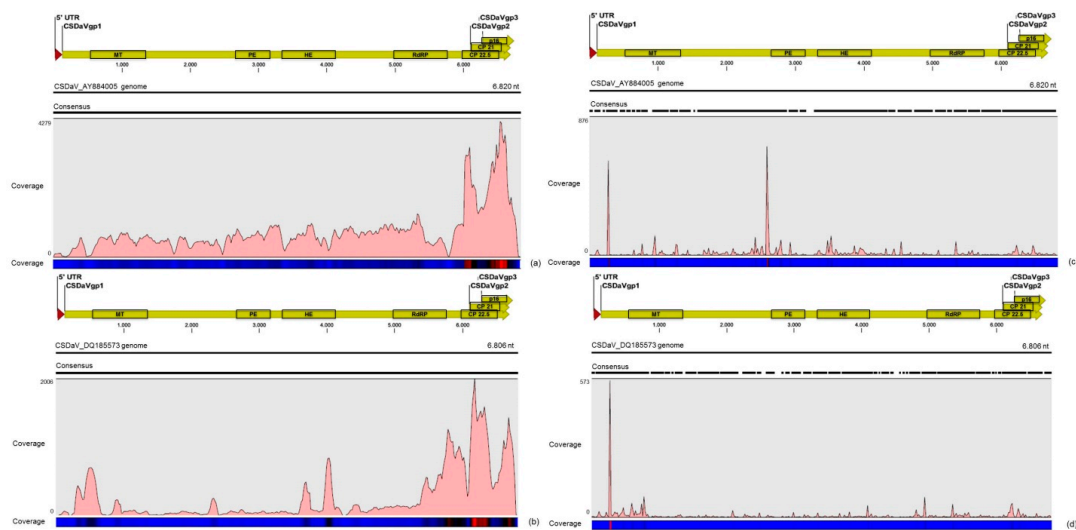 5' UTR
CSDaVgp1
CSDaVgp3
CSDaVgp2
p16
CP 21
MT
PE
HE
RdRP
CP 22.5
1,000
2,000
3,000
4,000
5,000
6,000
CSDaV_AY884005 genome
6.820 nt
Consensus
4279
Coverage
0
Coverage
(a)
5' UTR
CSDaVgp1
CSDaVgp3
CSDaVgp2
p16
CP 21
MT
PE
HE
RdRP
CP 22.5
1,000
2,000
3,000
4,000
5,000
6,000
CSDaV_AY884005 genome
6.820 nt
Consensus
876
Coverage
0
Coverage
(c
5' UTR
CSDaVgp1
CSDaVgp3
CSDaVgp2
p16
CP 21
MT
PE
HE
RdRP
CP 22.5
1,000
2,000
3,000
4,000
5,000
6,000
CSDaV_DQ185573 genome
6.806 nt
Consensus
2006
Coverage
0
Coverage
(b)
5' UTR
CSDaVgp1
CSDaVgp3
CSDaVgp2
p16
CP 21
MT
PE
HE
RdRP
CP 22.5
1,000
2,000
3,000
4,000
5,000
6,000
CSDaV_DQ185573 genome
6.806 nt
Consensus
573
Coverage
0
Coverage
(d)